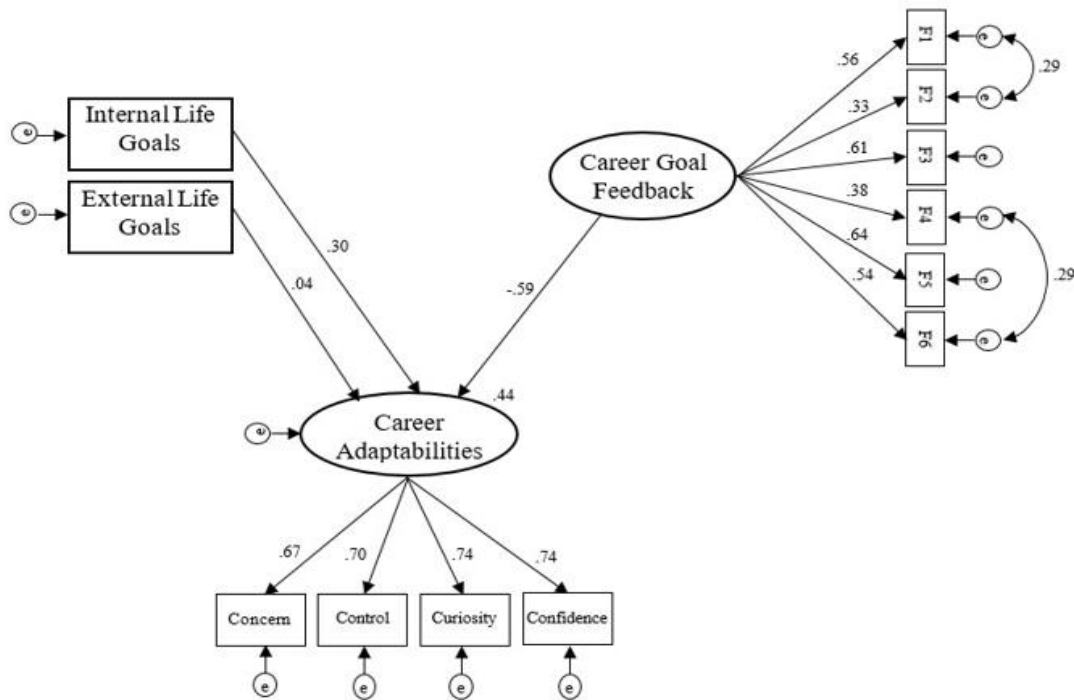 F1
e
.29
.56
F2
e
.33
Internal Life
Goals
e
Career Goal
Feedback
.61
F3
e
External Life
Goals
e
.38
F4
e
.30
.64
.04
-.59
F5
e
.29
.54
F6
e
.44
Career
Adaptabilities
e
.67
.70
.74
.74
Concern
Control
Curiosity
Confidence
e
e
e
e